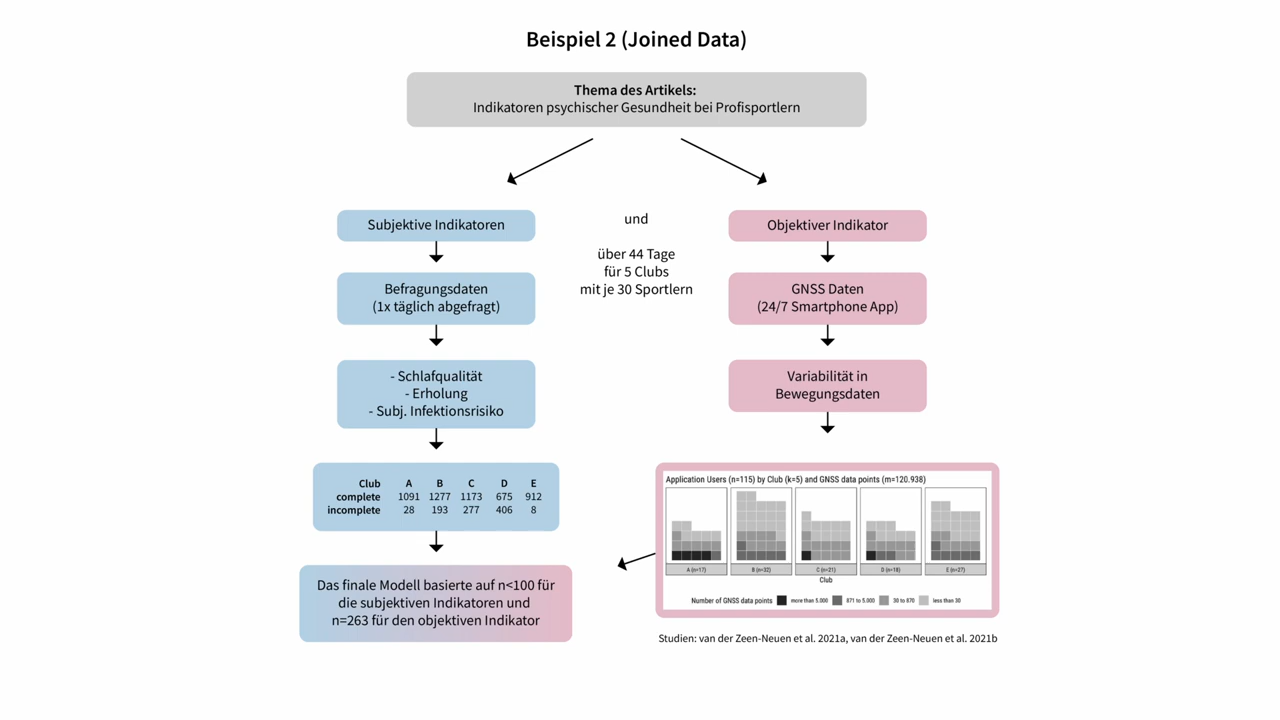 Beispiel 2 (Joined Data)
Thema des Artikels:
Indikatoren psychischer Gesundheit bei Profisportlern
Subjektive Indikatoren
und
Objektiver Indikator
über 44 Tage
für 5 Clubs
mit je 30 Sportlern
Befragungsdaten
(1x täglich abgefragt)
GNSS Daten
(24/7 Smartphone App)
- Schlafqualität
- Erholung
- Subj. Infektionsrisiko
Variabilität in
Bewegungsdaten
Club A B C D E
complete 1091 1277 1173 675 912
incomplete 28 193 277 406 8
Application Users (n=115) by Club (k=5) and GNSS data points (m=120.938)
A (n=17) B (n=32) C (n=21) D (n=18) E (n=27)
Club
Number of GNSS data points more than 5.000 871 to 5.000 30 to 870 less than 30
Das finale Modell basierte auf n<100 für
die subjektiven Indikatoren und
n=263 für den objektiven Indikator
Studien: van der Zeen-Neuen et al. 2021a, van der Zeen-Neuen et al. 2021b